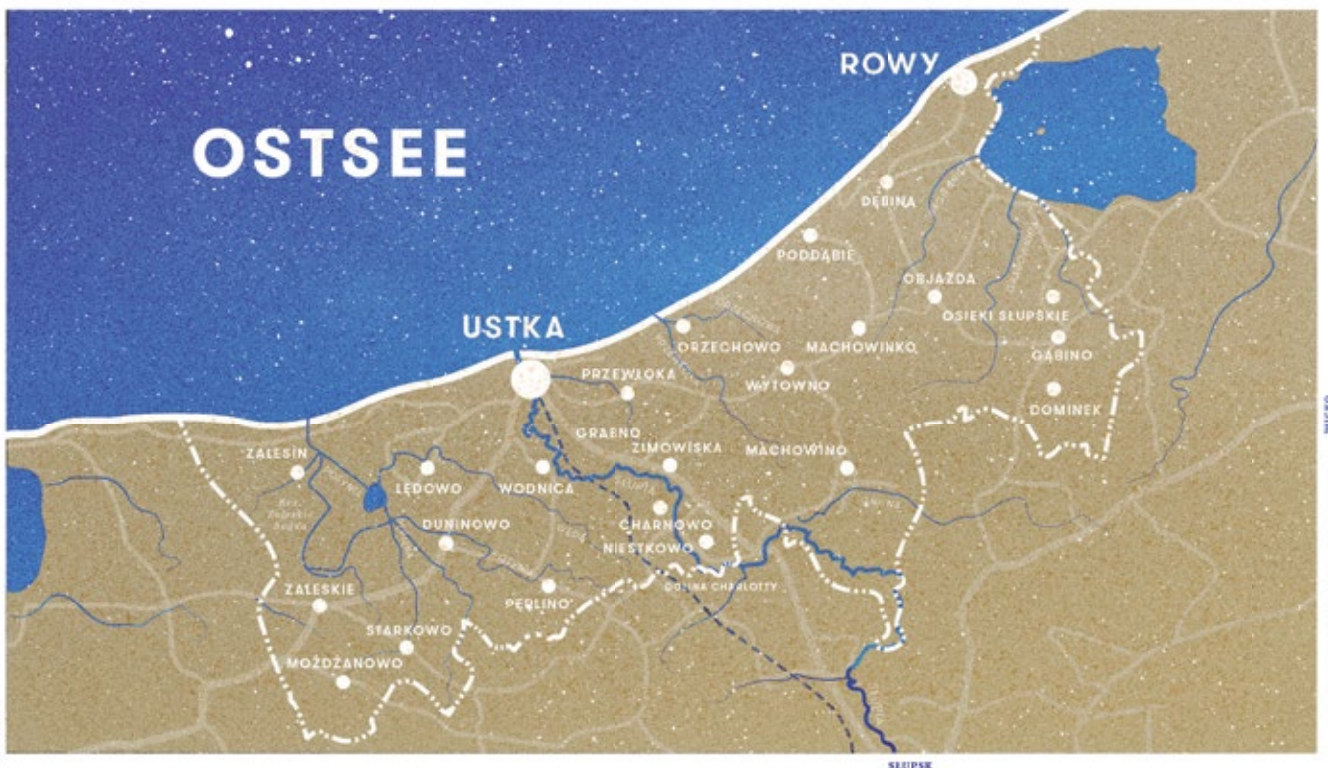 ROWY
OSTSEE
DĘBINA
PODDĄBIE
OBJAZDA
OSIEKI SŁUPSKIE
USTKA
ORZECHOWO
MACHOWINKO
GĄBINO
PRZEWŁOKA
WYTOWNO
DOMINEK
GRABNO
ZIMOWISKA
MACHOWINO
ZALESIN
LĘDOWO
WODNICA
SŁUPIA
DUNINOWO
CHARNOWO
NIESTKOWO
DOLINA CHARLOTTY
ZALESKIE
PĘPLINO
STARKOWO
MOŻDŻANOWO
SŁUPSK